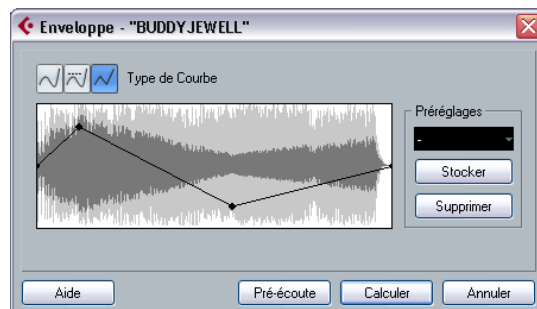 Enveloppe - "BUDDYJEWELL"
Type de Courbe
Préréglages
-
Stocker
Supprimer
Aide
Pré-écoute
Calculer
Annuler